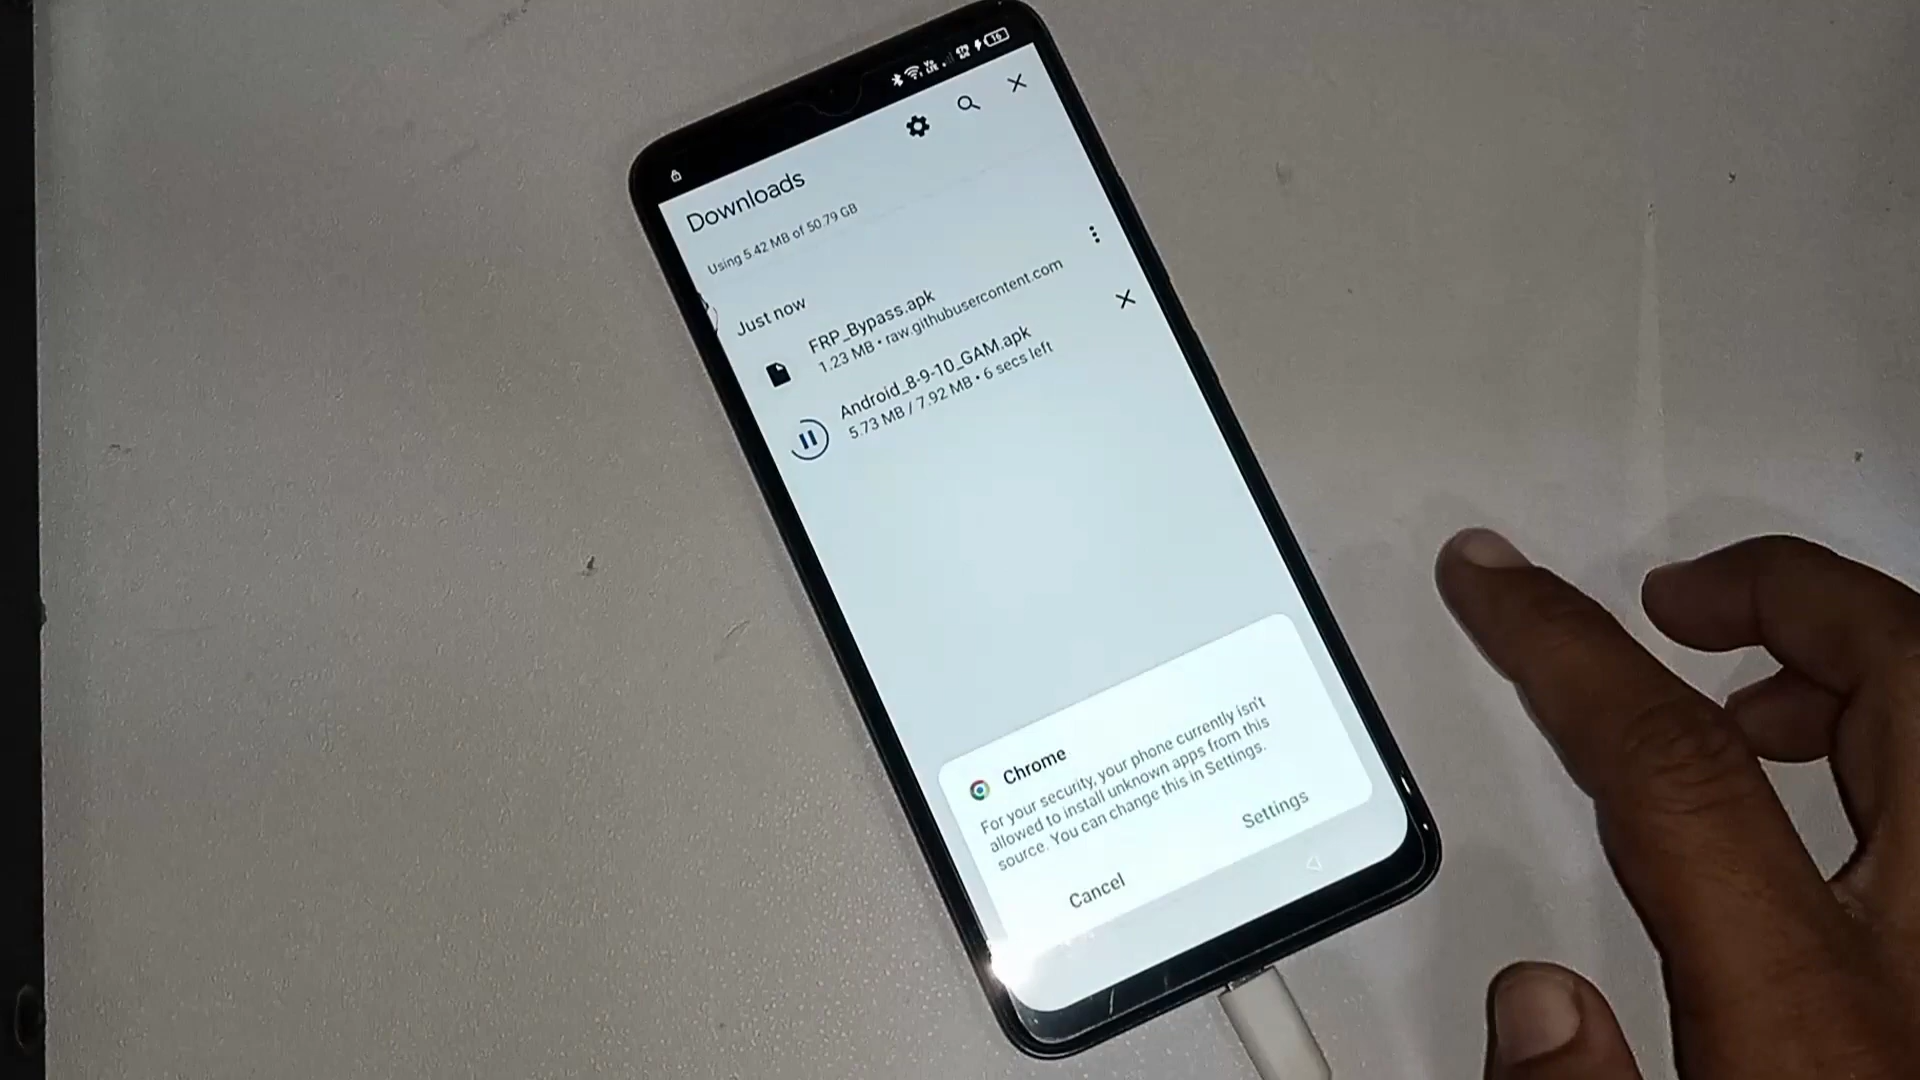 16
Downloads
Using 5.42 MB of 50.79 GB
Just now
FRP_Bypass.apk
1.23 MB • raw.githubusercontent.com
Android_8-9-10_GAM.apk
5.73 MB / 7.92 MB • 6 secs left
Chrome
For your security, your phone currently isn't
allowed to install unknown apps from this
source. You can change this in Settings.
Cancel
Settings